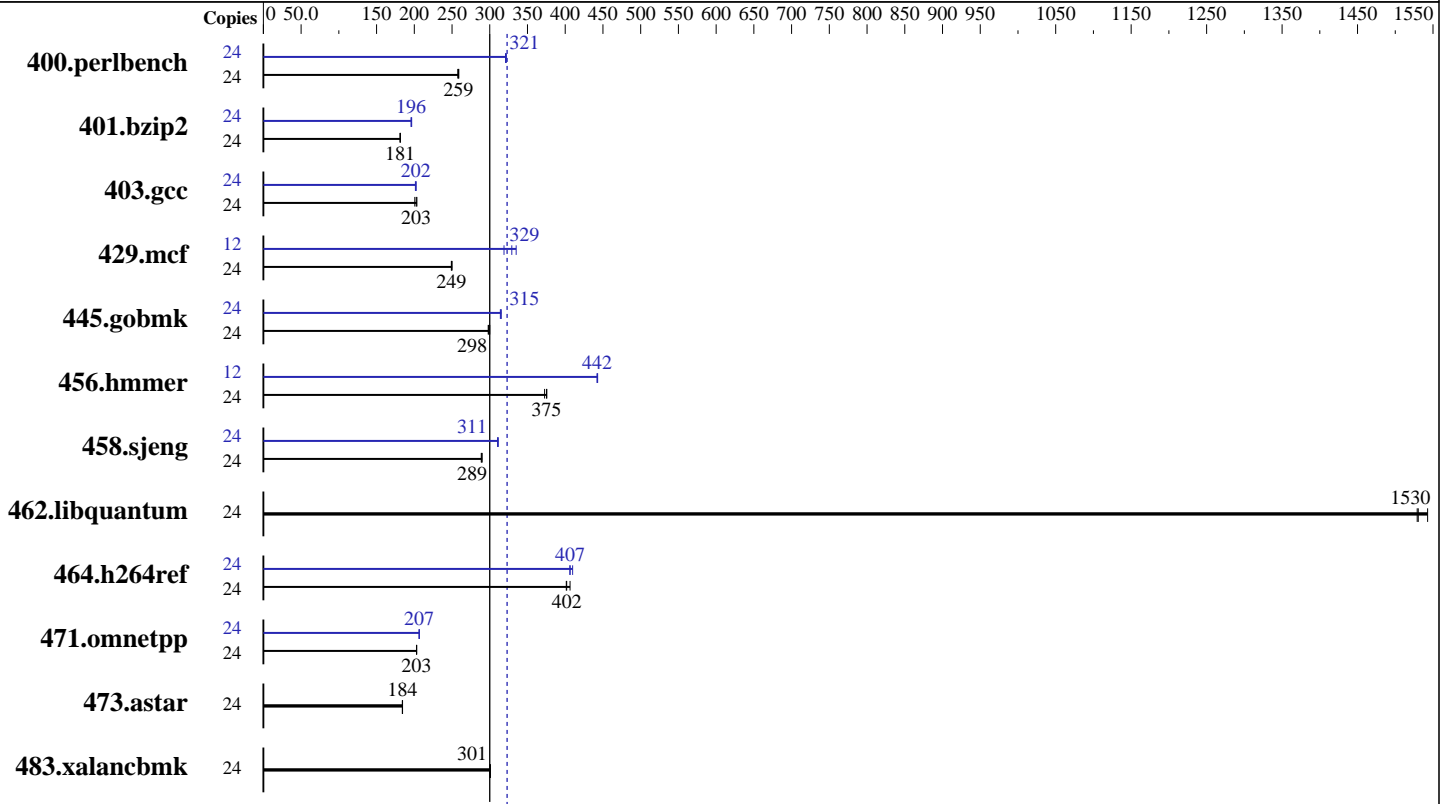 Copies 0 50.0 150 200 250 300 350 400 450 500 550 600 650 700 750 800 850 900 950 1050 1150 1250 1350 1450 1550
400.perlbench 24 321
24 259
401.bzip2 24 196
24 181
403.gcc 24 202
24 203
429.mcf 12 329
24 249
445.gobmk 24 315
24 298
456.hmmer 12 442
24 375
458.sjeng 24 311
24 289
462.libquantum 24 1530
464.h264ref 24 407
24 402
471.omnetpp 24 207
24 203
473.astar 24 184
483.xalancbmk 24 301